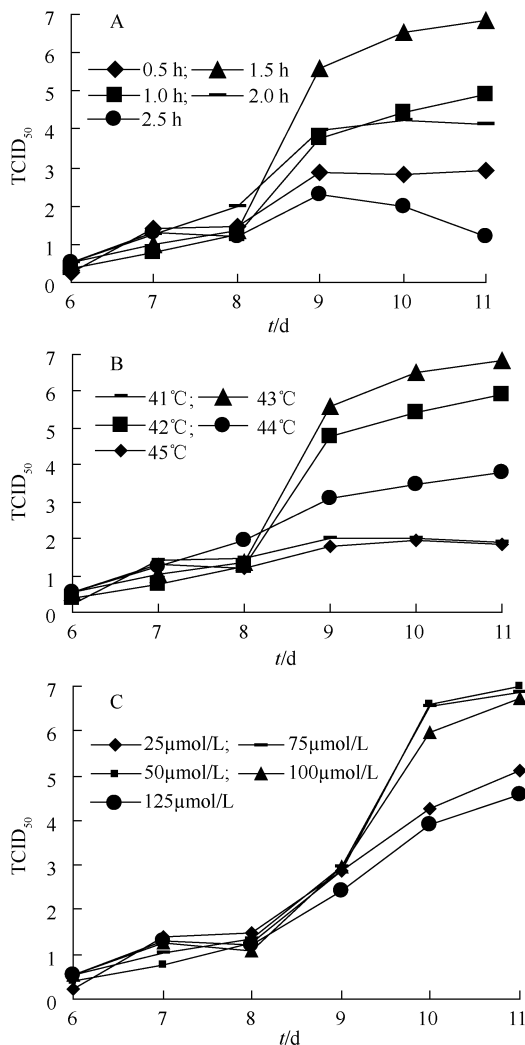 A
7
6
5
4
3
2
1
0
TCID50
0.5 h; 1.5 h
1.0 h; 2.0 h
2.5 h
6 7 8 9 10 11
t/d
B
7
6
5
4
3
2
1
0
TCID50
41℃; 43℃
42℃; 44℃
45℃
6 7 8 9 10 11
t/d
C
7
6
5
4
3
2
1
0
TCID50
25μmol/L; 75μmol/L
50μmol/L; 100μmol/L
125μmol/L
6 7 8 9 10 11
t/d